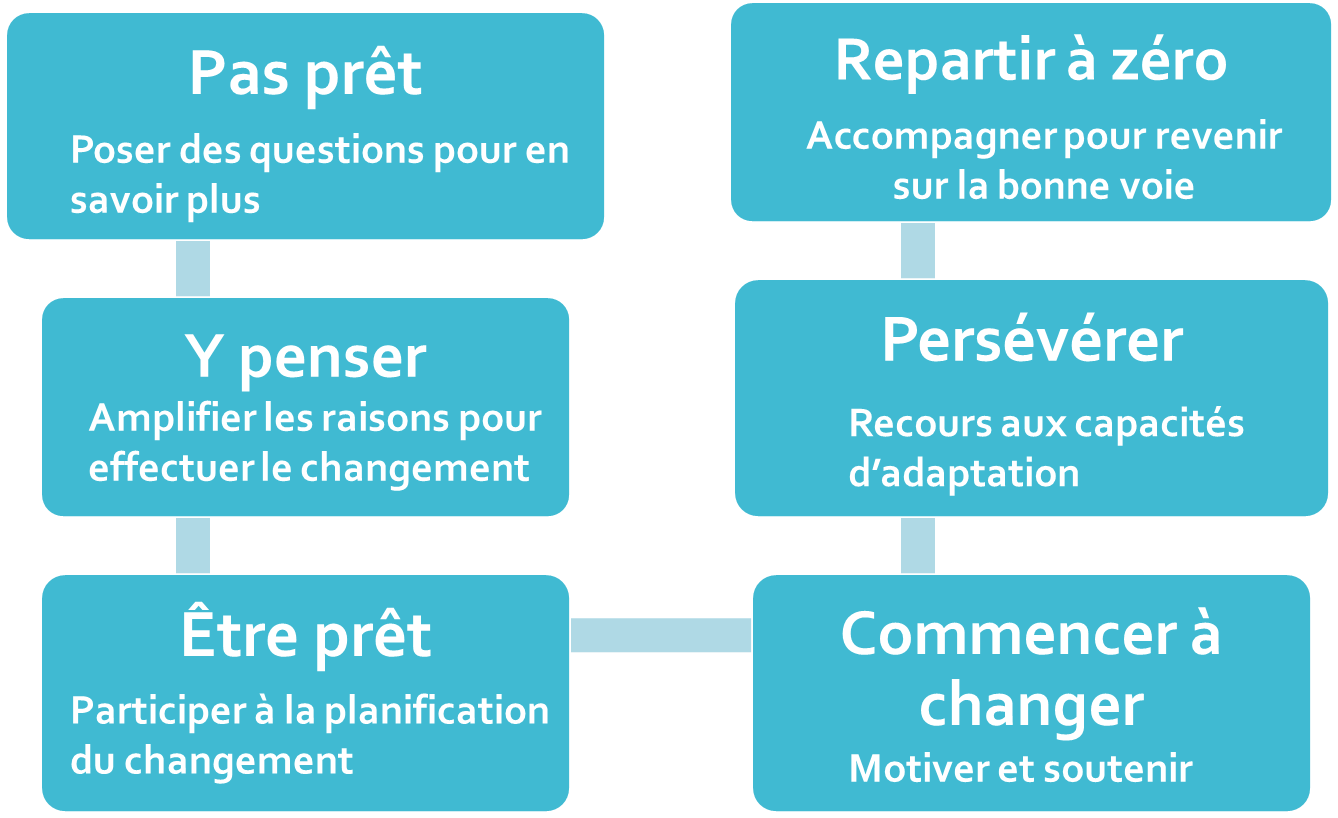 Pas prêt
Poser des questions pour en
savoir plus
Y penser
Amplifier les raisons pour
effectuer le changement
Être prêt
Participer à la planification
du changement
Commencer à
changer
Motiver et soutenir
Persévérer
Recours aux capacités
d’adaptation
Repartir à zéro
Accompagner pour revenir
sur la bonne voie